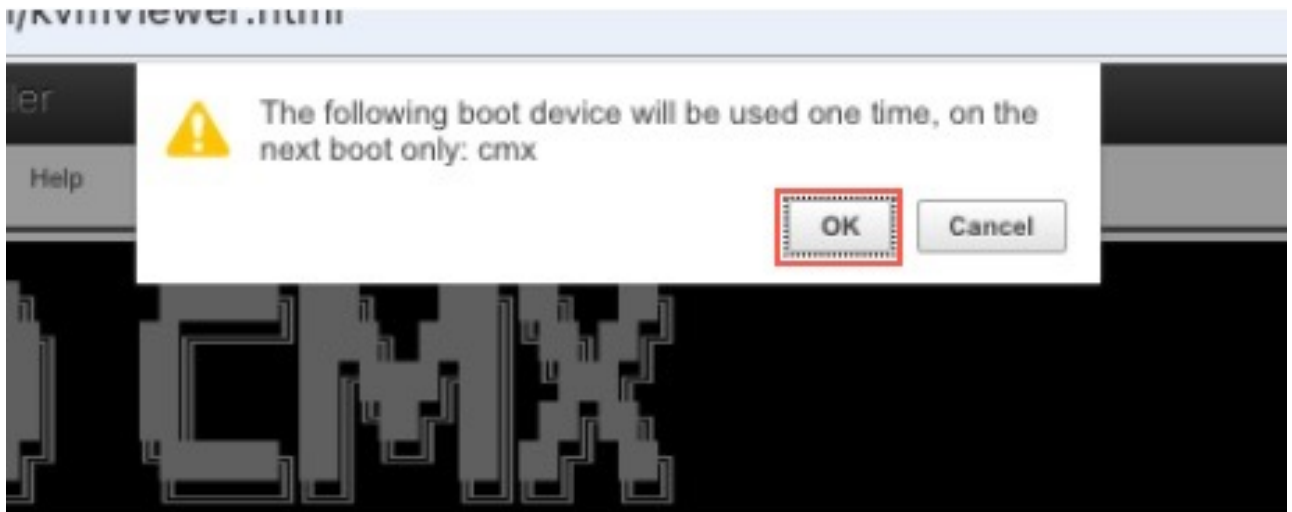 /kvmviewer.html
ler
The following boot device will be used one time, on the
next boot only: cmx
Help
OK Cancel
CMX